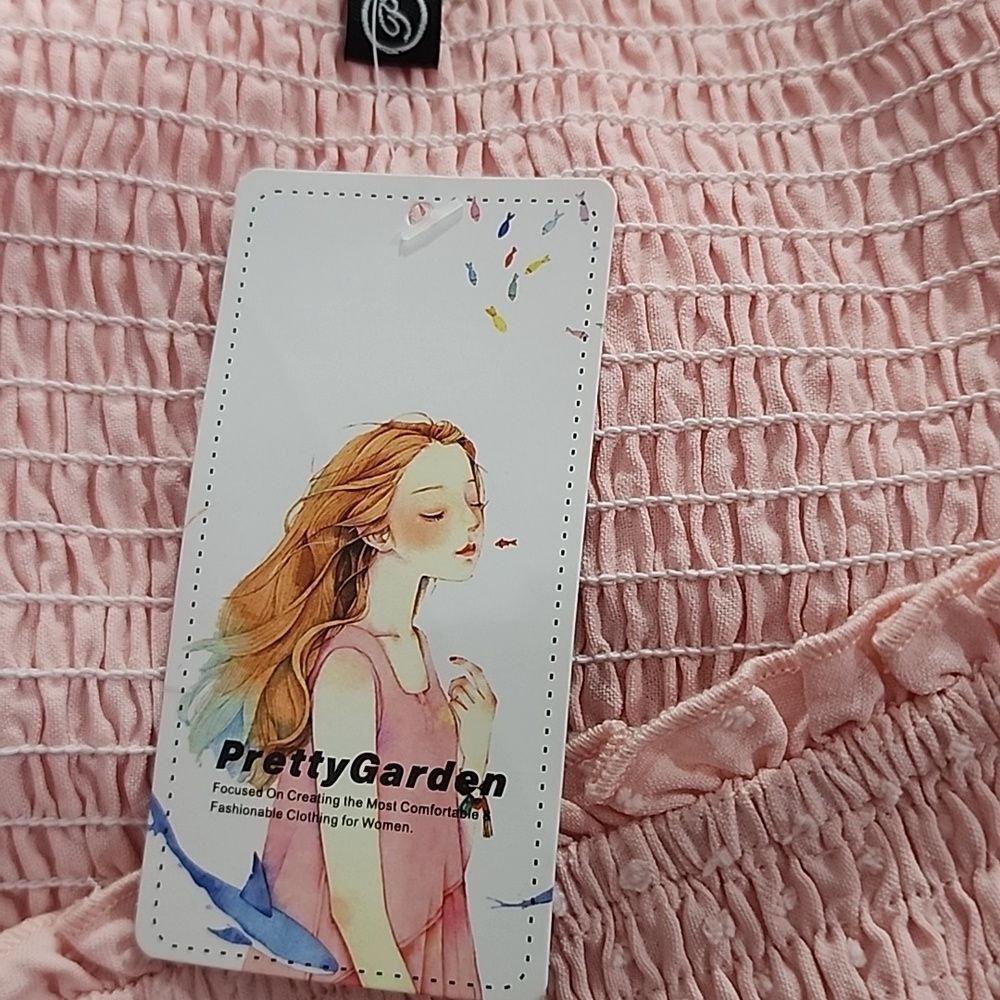 PrettyGarden
Focused On Creating the Most Comfortable &
Fashionable Clothing for Women.